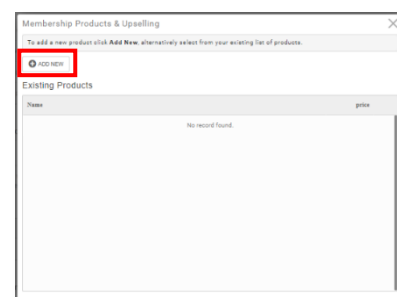 Membership Products & Upselling
To add a new product click Add New, alternatively select from your existing list of products.
ADD NEW
Existing Products
Name price
No record found.